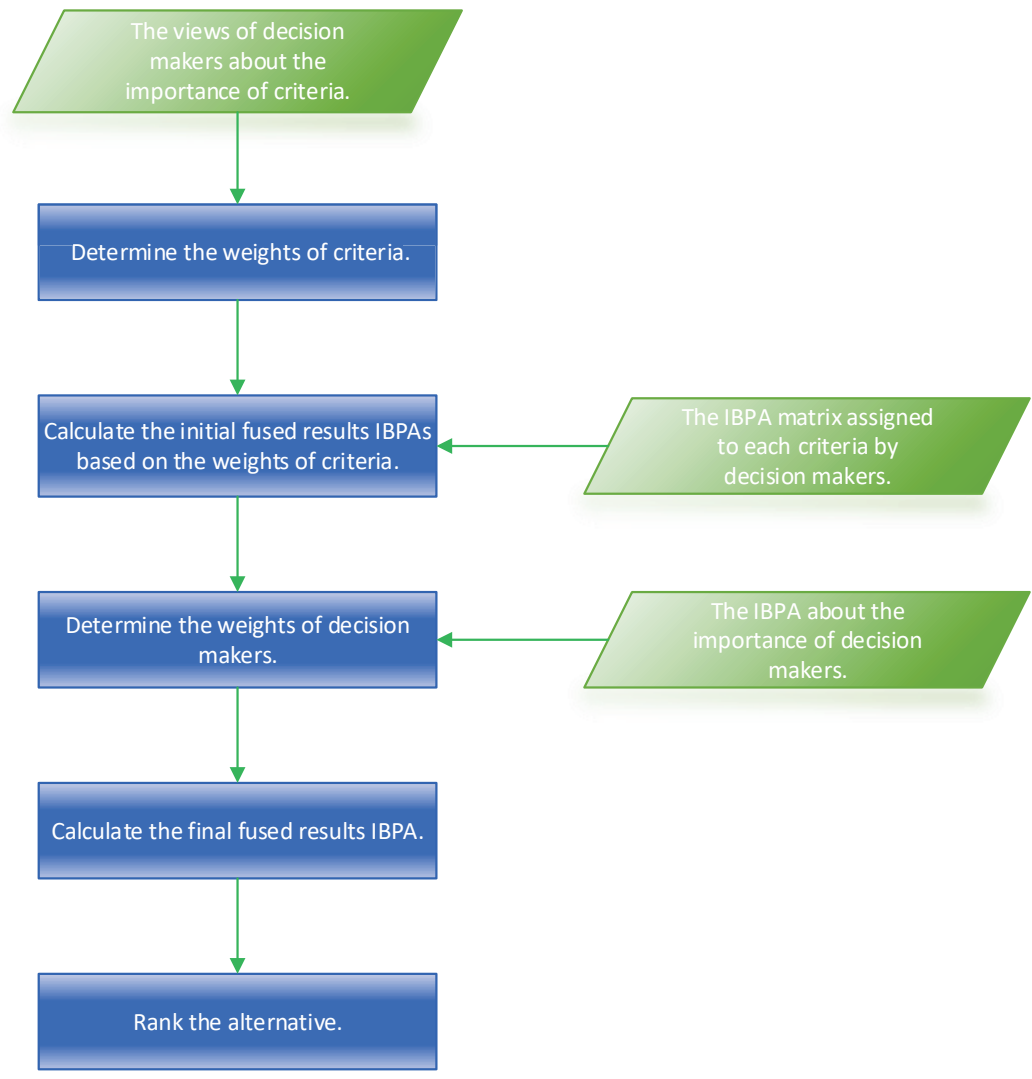 The views of decision
makers about the
importance of criteria.
Determine the weights of criteria.
Calculate the initial fused results IBPAs
based on the weights of criteria.
The IBPA matrix assigned
to each criteria by
decision makers.
Determine the weights of decision
makers.
The IBPA about the
importance of decision
makers.
Calculate the final fused results IBPA.
Rank the alternative.